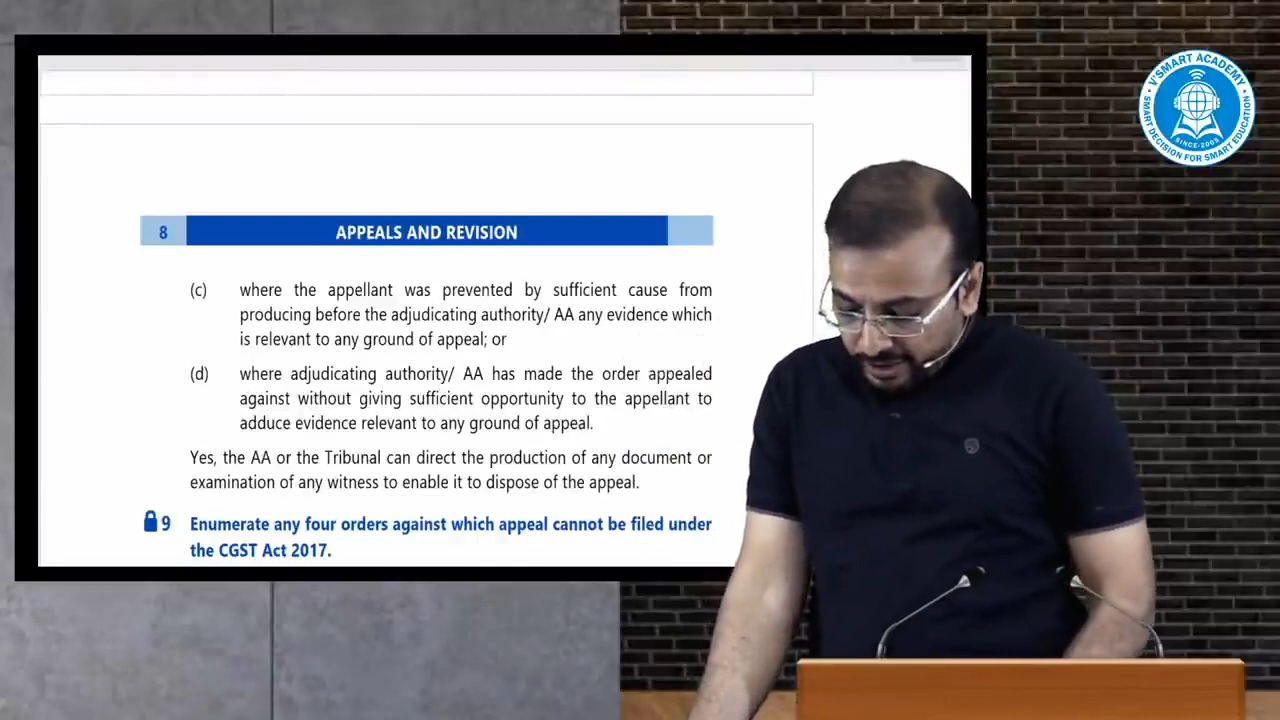 V'SMART ACADEMY
SMART DECISION FOR SMART EDUCATION
SINCE-2003
8 APPEALS AND REVISION
(c) where the appellant was prevented by sufficient cause from
producing before the adjudicating authority/ AA any evidence which
is relevant to any ground of appeal; or
(d) where adjudicating authority/ AA has made the order appealed
against without giving sufficient opportunity to the appellant to
adduce evidence relevant to any ground of appeal.
Yes, the AA or the Tribunal can direct the production of any document or
examination of any witness to enable it to dispose of the appeal.
9 Enumerate any four orders against which appeal cannot be filed under
the CGST Act 2017.